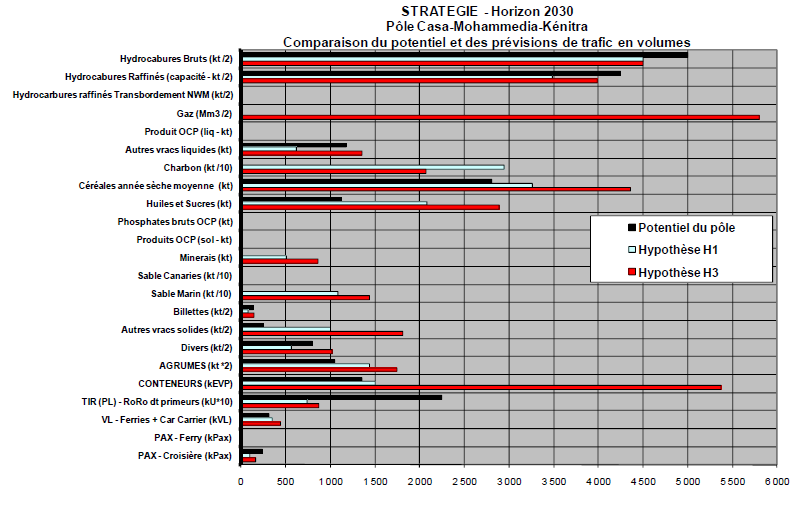 STRATEGIE - Horizon 2030
Pôle Casa-Mohammedia-Kénitra
Comparaison du potentiel et des prévisions de trafic en volumes
Hydrocabures Bruts (kt /2)
Hydrocabures Raffinés (capacité - kt /2)
Hydrocarbures raffinés Transbordement NWM (kt/2)
Gaz (Mm3 /2)
Produit OCP (liq - kt)
Autres vracs liquides (kt)
Charbon (kt /10)
Céréales année sèche moyenne (kt)
Huiles et Sucres (kt)
Phosphates bruts OCP (kt)
Produits OCP (sol - kt)
Minerais (kt)
Sable Canaries (kt /10)
Sable Marin (kt /10)
Billettes (kt/2)
Autres vracs solides (kt/2)
Divers (kt/2)
AGRUMES (kt *2)
CONTENEURS (kEVP)
TIR (PL) - RoRo dt primeurs (kU*10)
VL - Ferries + Car Carrier (kVL)
PAX - Ferry (kPax)
PAX - Croisière (kPax)
Potentiel du pôle
Hypothèse H1
Hypothèse H3
0 500 1 000 1 500 2 000 2 500 3 000 3 500 4 000 4 500 5 000 5 500 6 000